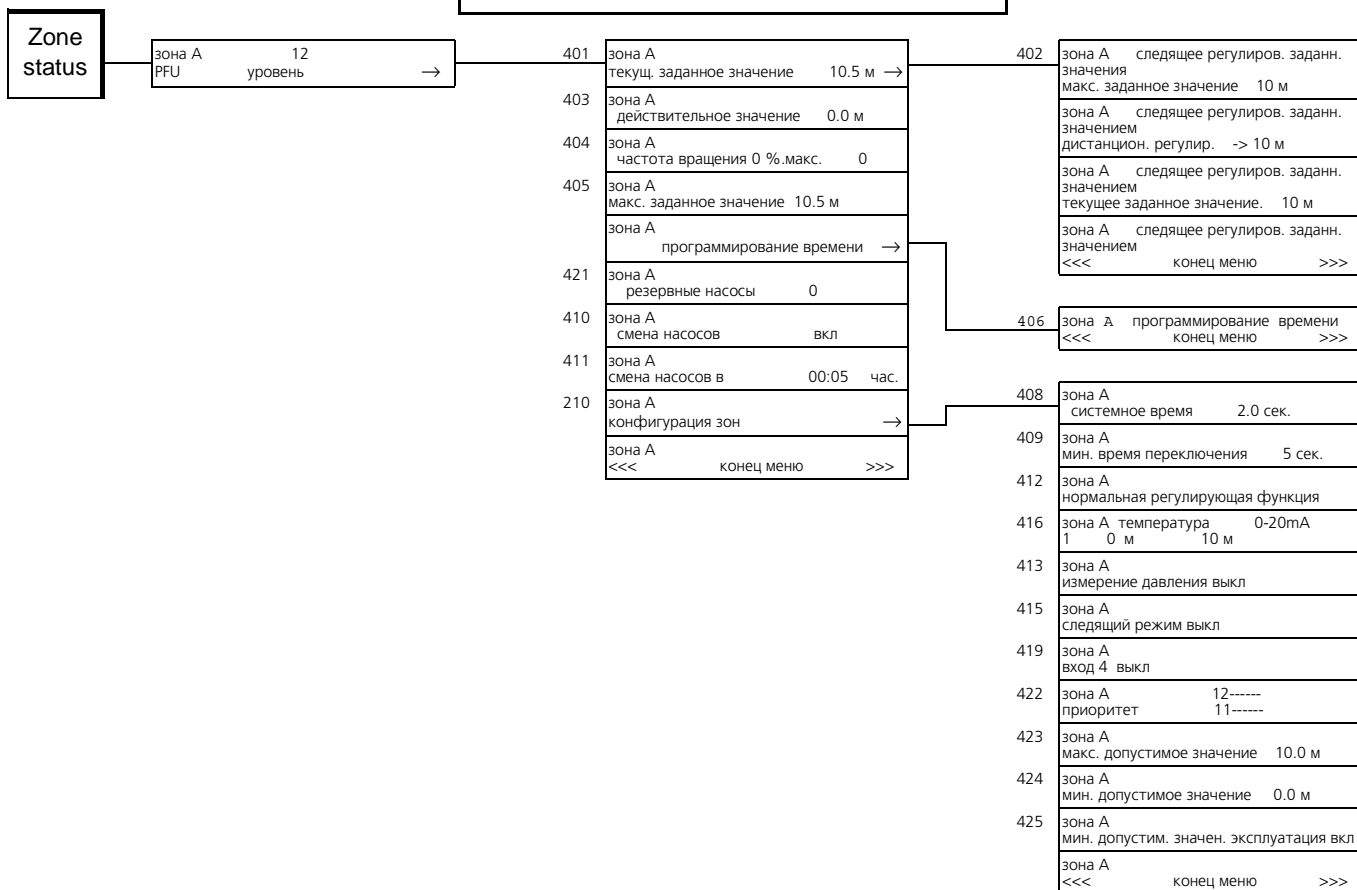 Zone
status
зона A 12
PFU уровень →
401 зона A
текущ. заданное значение 10.5 м →
403 зона A
действительное значение 0.0 м
404 зона A
частота вращения 0 %.макс. 0
405 зона A
макс. заданное значение 10.5 м
зона A
программирование времени →
421 зона A
резервные насосы 0
410 зона A
смена насосов вкл
411 зона A
смена насосов в 00:05 час.
210 зона A
конфигурация зон →
зона A
<<< конец меню >>>
402 зона A следящее регулиров. заданн.
значения
макс. заданное значение 10 м
зона A следящее регулиров. заданн.
значением
дистанцион. регулир. -> 10 м
зона A следящее регулиров. заданн.
значением
текущее заданное значение. 10 м
зона A следящее регулиров. заданн.
значением
<<< конец меню >>>
406 зона A программирование времени
<<< конец меню >>>
408 зона A
системное время 2.0 сек.
409 зона A
мин. время переключения 5 сек.
412 зона A
нормальная регулирующая функция
416 зона A температура 0-20mA
1 0 м 10 м
413 зона A
измерение давления выкл
415 зона A
следящий режим выкл
419 зона A
вход 4 выкл
422 зона A 12------
приоритет 11------
423 зона A
макс. допустимое значение 10.0 м
424 зона A
мин. допустимое значение 0.0 м
425 зона A
мин. допустим. значен. эксплуатация вкл
зона A
<<< конец меню >>>